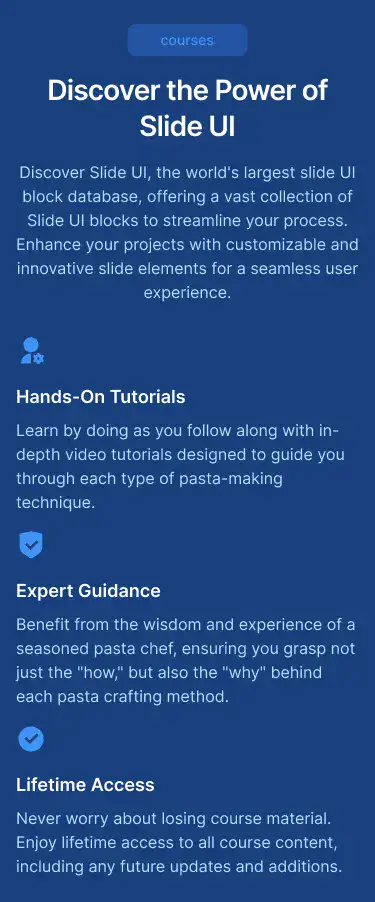 courses
Discover the Power of
Slide UI
Discover Slide UI, the world's largest slide UI
block database, offering a vast collection of
Slide UI blocks to streamline your process.
Enhance your projects with customizable and
innovative slide elements for a seamless user
experience.
Hands-On Tutorials
Learn by doing as you follow along with in-
depth video tutorials designed to guide you
through each type of pasta-making
technique.
Expert Guidance
Benefit from the wisdom and experience of a
seasoned pasta chef, ensuring you grasp not
just the "how," but also the "why" behind
each pasta crafting method.
Lifetime Access
Never worry about losing course material.
Enjoy lifetime access to all course content,
including any future updates and additions.